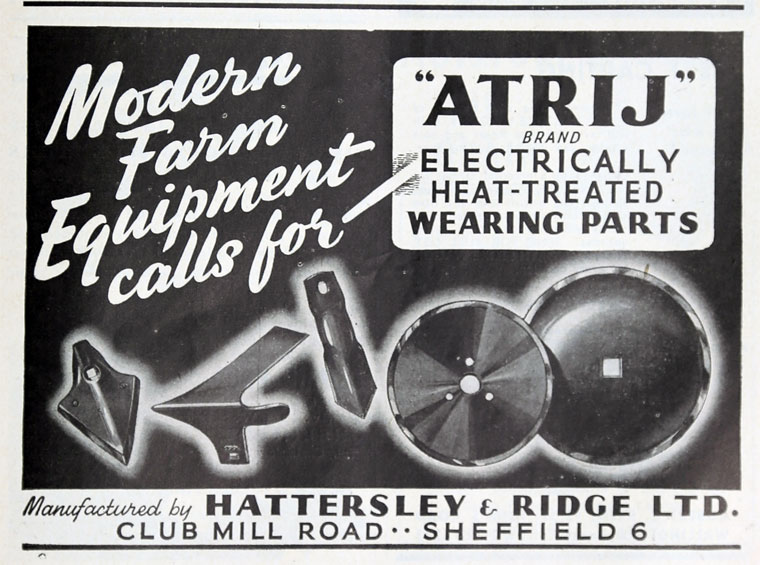 Modern
Farm
Equipment
calls for
"ATRIJ"
BRAND
ELECTRICALLY
HEAT-TREATED
WEARING PARTS
Manufactured by HATTERSLEY & RIDGE LTD.
CLUB MILL ROAD·· SHEFFIELD 6